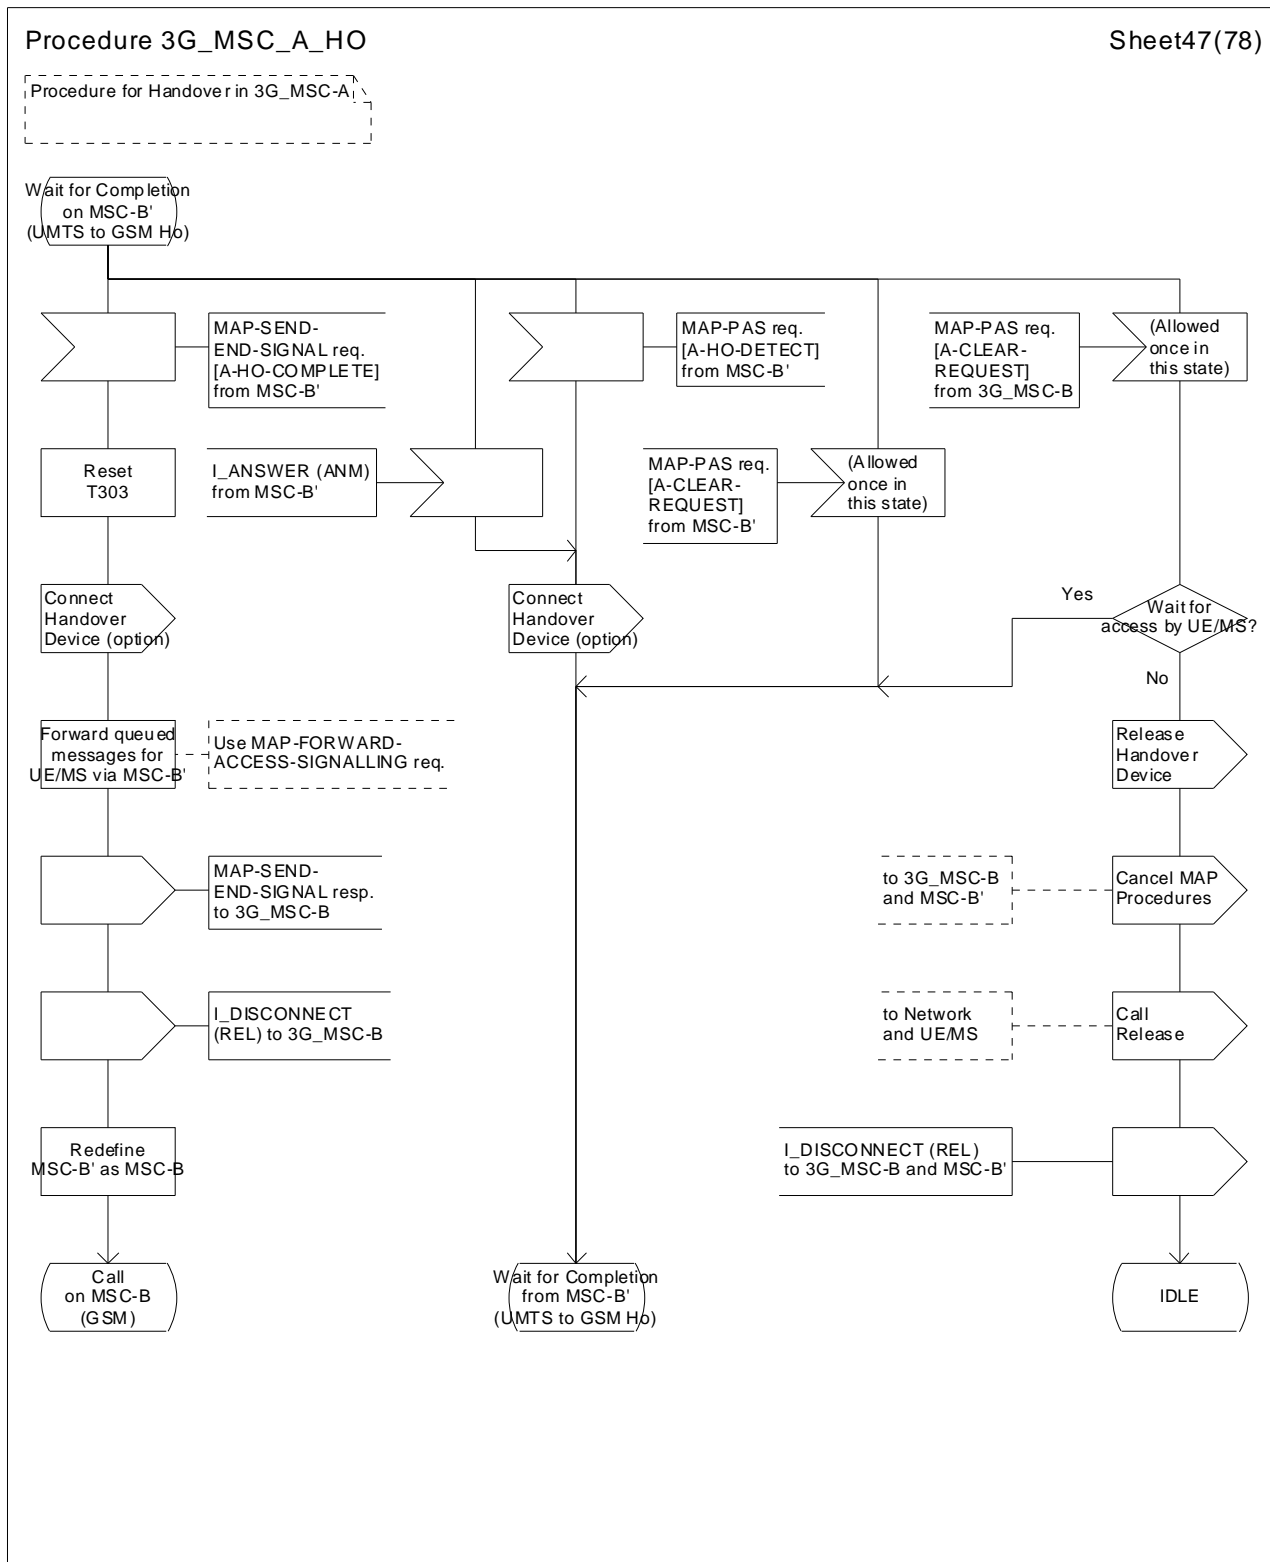 Procedure 3G_MSC_A_HO
Sheet47(78)
Procedure for Handover in 3G_MSC-A
Wait for Completion
on MSC-B'
(UMTS to GSM Ho)
MAP-SEND-
END-SIGNAL req.
[A-HO-COMPLETE]
from MSC-B'
MAP-PAS req.
[A-HO-DETECT]
from MSC-B'
MAP-PAS req.
[A-CLEAR-
REQUEST]
from 3G_MSC-B
(Allowed
once in
this state)
Reset
T303
I_ANSWER (ANM)
from MSC-B'
MAP-PAS req.
[A-CLEAR-
REQUEST]
from MSC-B'
(Allowed
once in
this state)
Connect
Handover
Device (option)
Connect
Handover
Device (option)
Yes
Wait for
access by UE/MS?
No
Forward queued
messages for
UE/MS via MSC-B'
Use MAP-FORWARD-
ACCESS-SIGNALLING req.
Release
Handover
Device
MAP-SEND-
END-SIGNAL resp.
to 3G_MSC-B
to 3G_MSC-B
and MSC-B'
Cancel MAP
Procedures
I_DISCONNECT
(REL) to 3G_MSC-B
to Network
and UE/MS
Call
Release
Redefine
MSC-B' as MSC-B
I_DISCONNECT (REL)
to 3G_MSC-B and MSC-B'
Call
on MSC-B
(GSM)
Wait for Completion
from MSC-B'
(UMTS to GSM Ho)
IDLE